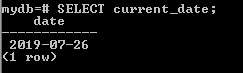 mydb=# SELECT current_date;
    date
------------
 2019-07-26
(1 row)